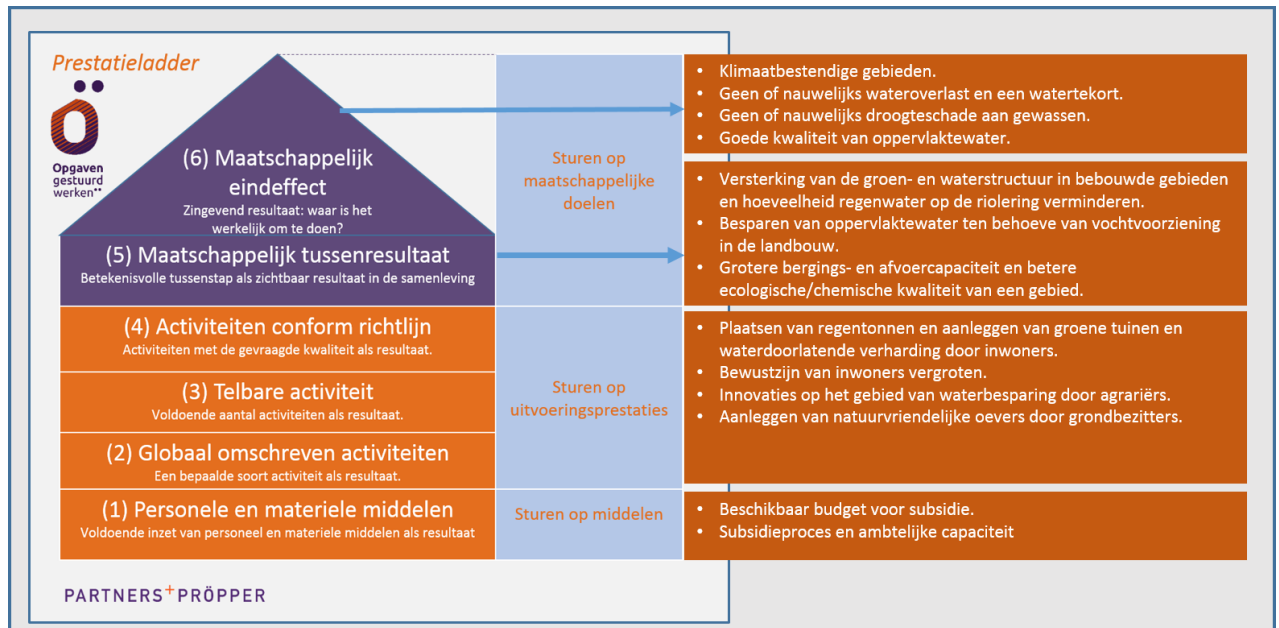 Prestatieladder
Ö
Opgaven
gestuurd
werken¨
(6) Maatschappelijk
eindeffect
Zingevend resultaat: waar is het
werkelijk om te doen?
(5) Maatschappelijk tussenresultaat
Betekenisvolle tussenstap als zichtbaar resultaat in de samenleving
(4) Activiteiten conform richtlijn
Activiteiten met de gevraagde kwaliteit als resultaat.
(3) Telbare activiteit
Voldoende aantal activiteiten als resultaat.
(2) Globaal omschreven activiteiten
Een bepaalde soort activiteit als resultaat.
(1) Personele en materiele middelen
Voldoende inzet van personeel en materiele middelen als resultaat
Sturen op
maatschappelijke
doelen
Sturen op
uitvoeringsprestaties
Sturen op middelen
• Klimaatbestendige gebieden.
• Geen of nauwelijks wateroverlast en een watertekort.
• Geen of nauwelijks droogteschade aan gewassen.
• Goede kwaliteit van oppervlaktewater.
• Versterking van de groen- en waterstructuur in bebouwde gebieden
en hoeveelheid regenwater op de riolering verminderen.
• Besparen van oppervlaktewater ten behoeve van vochtvoorziening
in de landbouw.
• Grotere bergings- en afvoercapaciteit en betere
ecologische/chemische kwaliteit van een gebied.
• Plaatsen van regentonnen en aanleggen van groene tuinen en
waterdoorlatende verharding door inwoners.
• Bewustzijn van inwoners vergroten.
• Innovaties op het gebied van waterbesparing door agrariërs.
• Aanleggen van natuurvriendelijke oevers door grondbezitters.
• Beschikbaar budget voor subsidie.
• Subsidieproces en ambtelijke capaciteit
PARTNERS+PRÖPPER